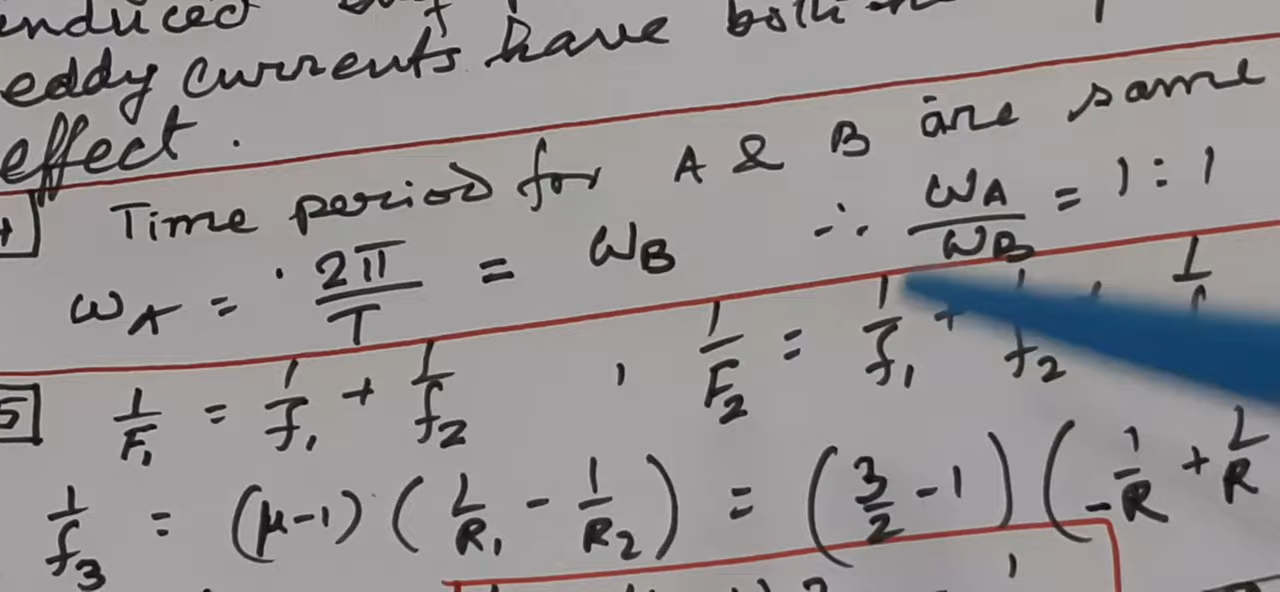 induced
eddy currents have both
effect.
Time period for A & B are same
ωA = 2π/T = ωB ∴ ωA/ωB = 1 : 1
5 1/F₁ = 1/f₁ + 1/f₂ , 1/F₂ = 1/f₁ + 1/f₂
1/f₃ = (μ-1) (1/R₁ - 1/R₂) = (3/2 - 1) (-1/R + 1/R